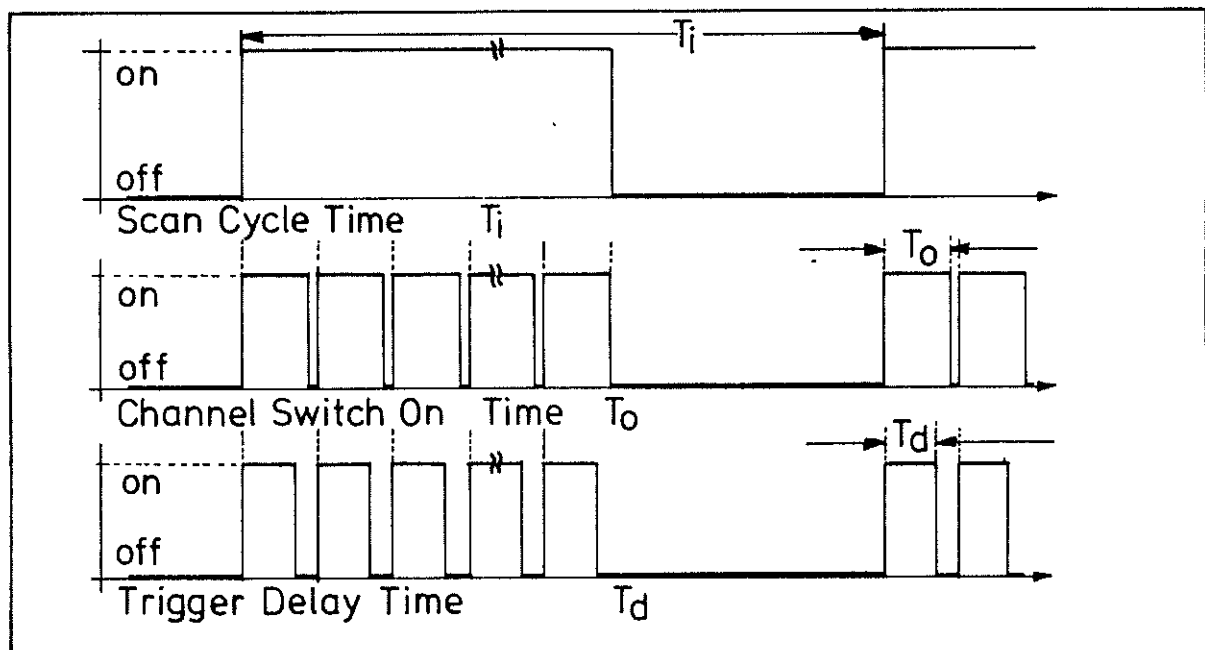 Ti
on
off
Scan Cycle Time Ti
To
on
off
Channel Switch On Time To
Td
on
off
Trigger Delay Time Td